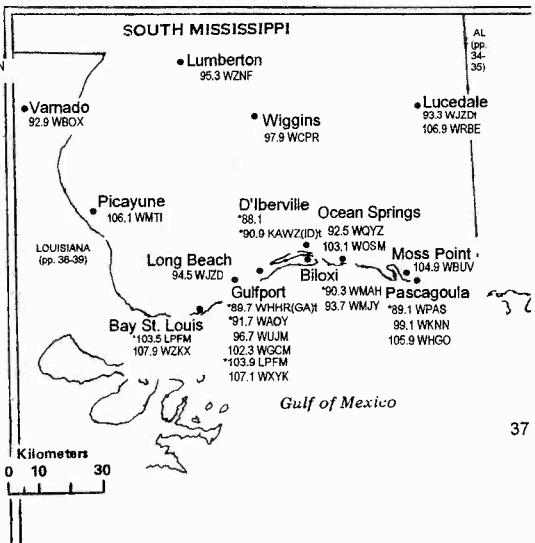 SOUTH MISSISSIPPI
AL
(pp.
34-
35)
N
Lumberton
95.3 WZNF
Varnado
92.9 WBOX
Wiggins
97.9 WCPR
Lucedale
93.3 WJZDt
106.9 WRBE
Picayune
106.1 WMTI
LOUISIANA
(pp. 38-39)
D'Iberville
*88.1
*90.9 KAWZ(ID)t
Ocean Springs
92.5 WQYZ
103.1 WOSM
Long Beach
94.5 WJZD
Moss Point
104.9 WBUV
Biloxi
*90.3 WMAH
93.7 WMJY
Gulfport
*89.7 WHHR(GA)t
*91.7 WAOY
96.7 WUJM
102.3 WGCM
*103.9 LPFM
107.1 WXYK
Pascagoula
*89.1 WPAS
99.1 WKNN
105.9 WHGO
Bay St. Louis
*103.5 LPFM
107.9 WZKX
Gulf of Mexico
37
Kilometers
0 10 30